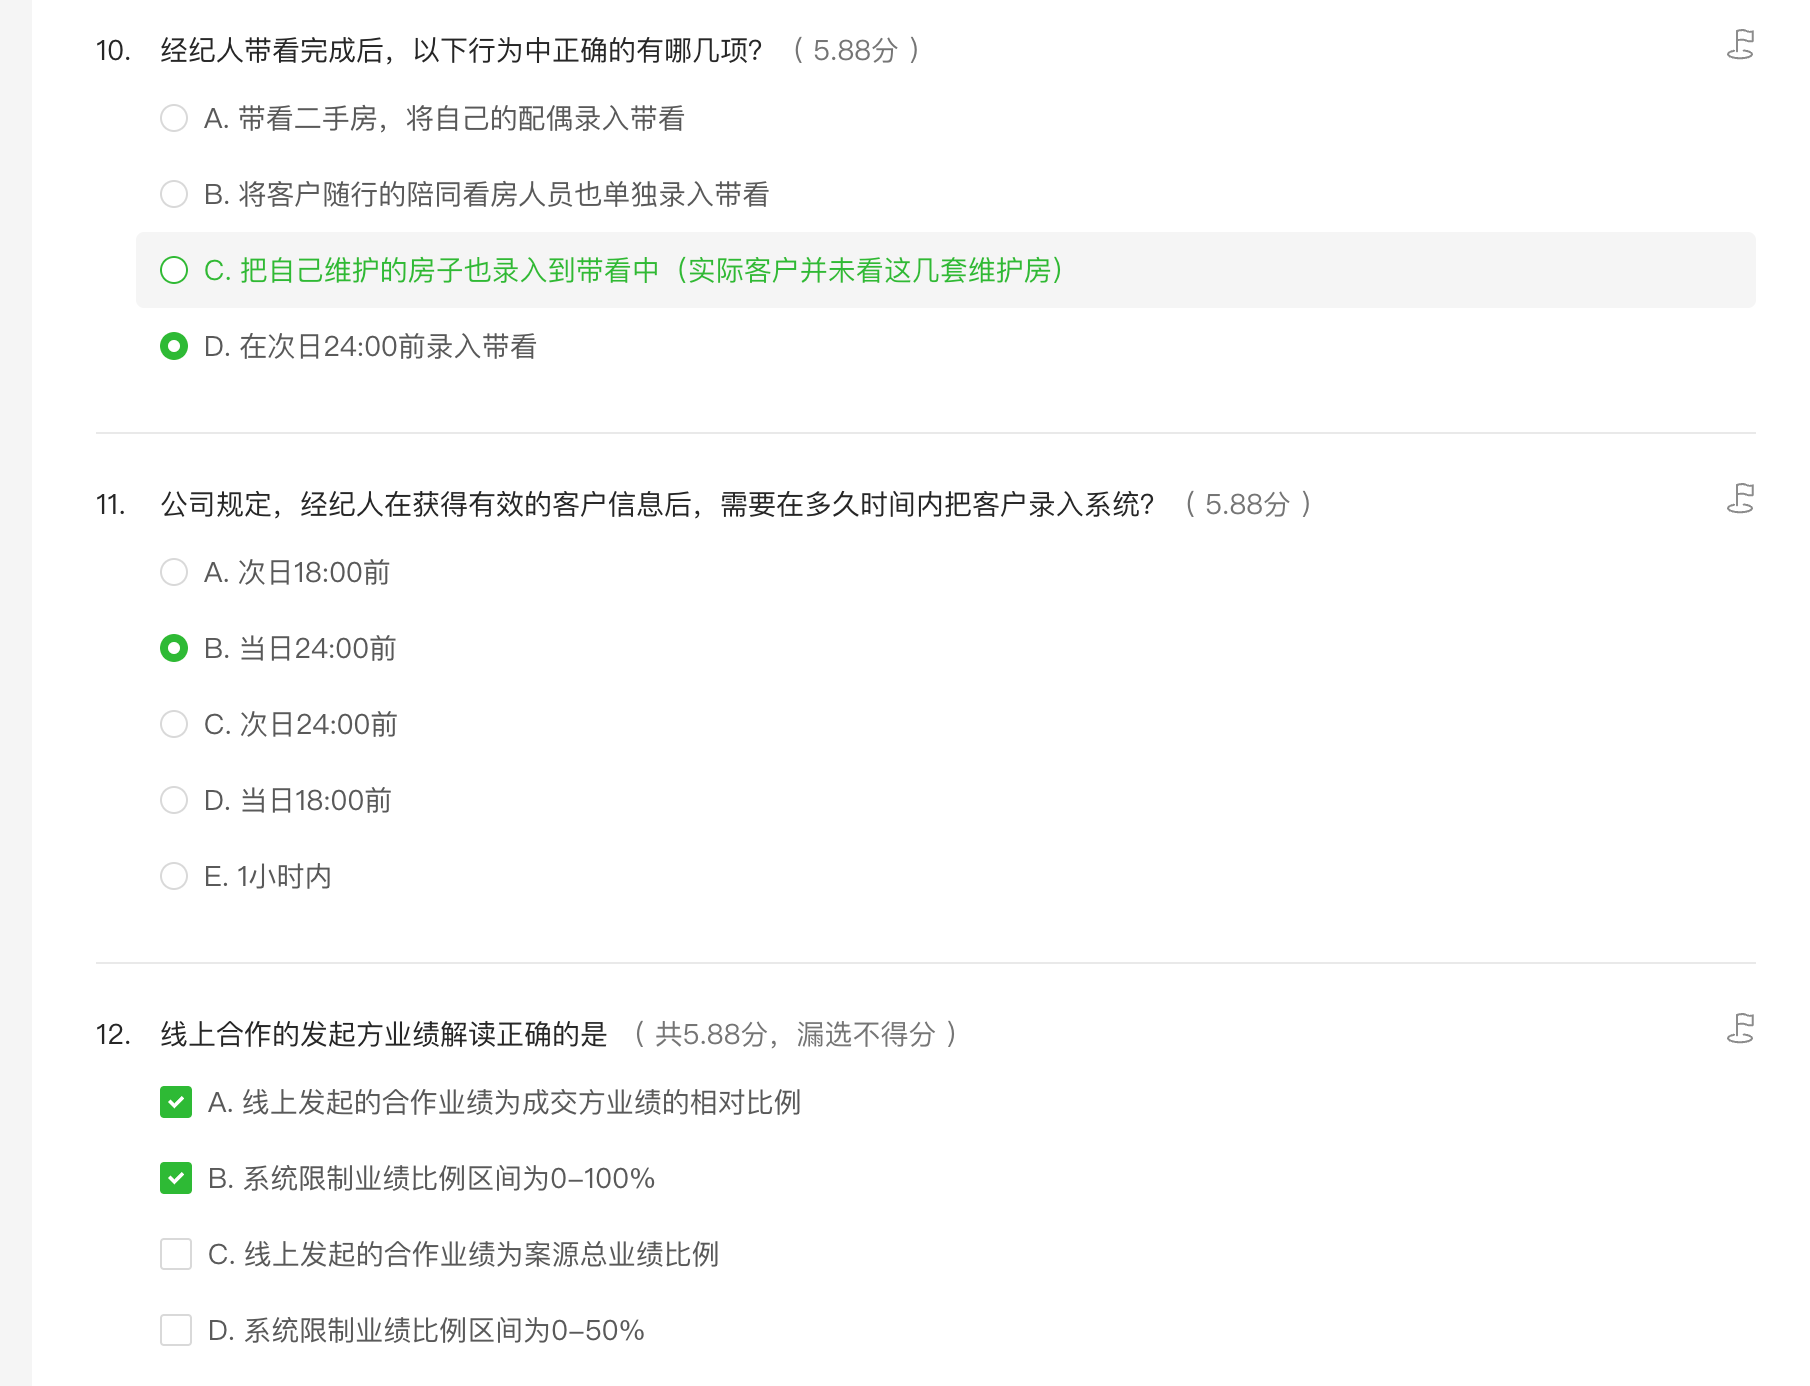 10. 经纪人带看完成后，以下行为中正确的有哪几项？（ 5.88分 ）
A. 带看二手房，将自己的配偶录入带看
B. 将客户随行的陪同看房人员也单独录入带看
C. 把自己维护的房子也录入到带看中（实际客户并未看这几套维护房）
D. 在次日24:00前录入带看
11. 公司规定，经纪人在获得有效的客户信息后，需要在多久时间内把客户录入系统？（ 5.88分 ）
A. 次日18:00前
B. 当日24:00前
C. 次日24:00前
D. 当日18:00前
E. 1小时内
12. 线上合作的发起方业绩解读正确的是（ 共5.88分，漏选不得分 ）
A. 线上发起的合作业绩为成交方业绩的相对比例
B. 系统限制业绩比例区间为0–100%
C. 线上发起的合作业绩为案源总业绩比例
D. 系统限制业绩比例区间为0–50%